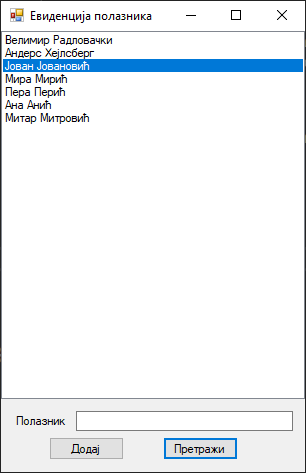 Евиденција полазника
Велимир Радловачки
Андерс Хејлсберг
Јован Јовановић
Мира Мирић
Пера Перић
Ана Анић
Митар Митровић
Полазник
Додај Претражи